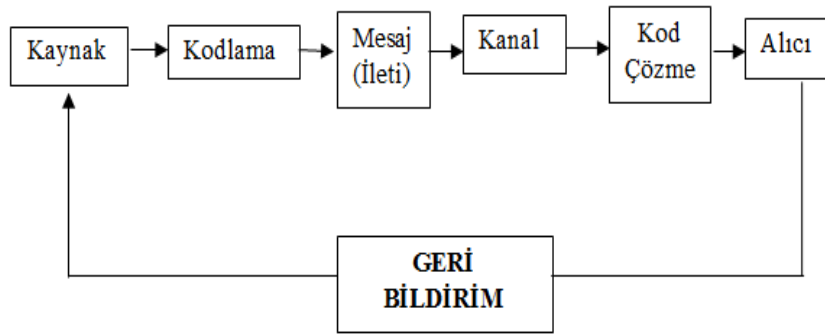 Kaynak
Kodlama
Mesaj
(İleti)
Kanal
Kod
Çözme
Alıcı
GERİ
BİLDİRİM